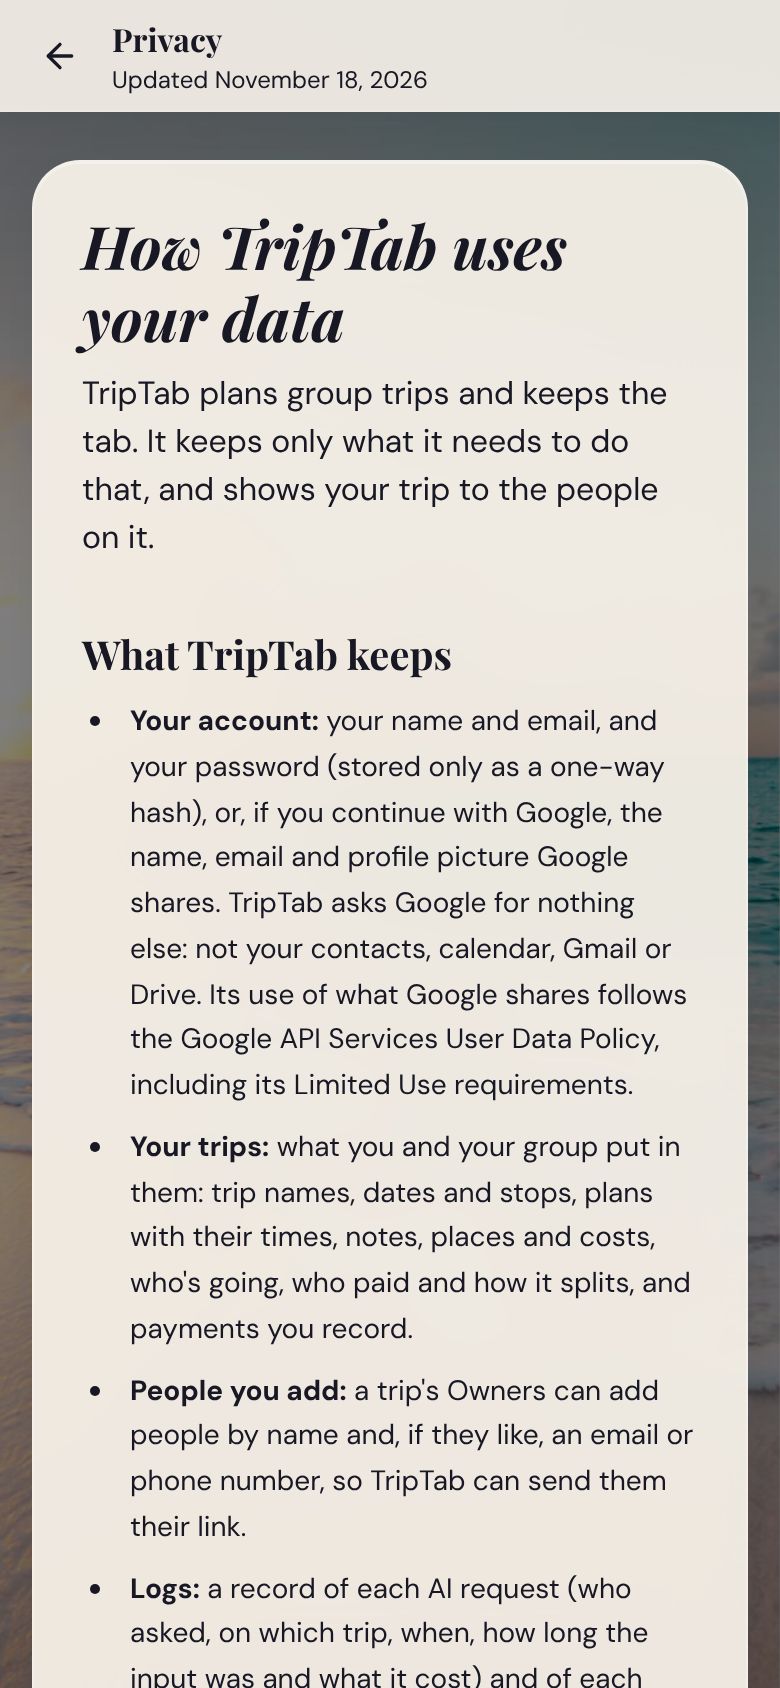 Privacy
Updated November 18, 2026
How TripTab uses
your data
TripTab plans group trips and keeps the
tab. It keeps only what it needs to do
that, and shows your trip to the people
on it.
What TripTab keeps
• Your account: your name and email, and
your password (stored only as a one-way
hash), or, if you continue with Google, the
name, email and profile picture Google
shares. TripTab asks Google for nothing
else: not your contacts, calendar, Gmail or
Drive. Its use of what Google shares follows
the Google API Services User Data Policy,
including its Limited Use requirements.
• Your trips: what you and your group put in
them: trip names, dates and stops, plans
with their times, notes, places and costs,
who's going, who paid and how it splits, and
payments you record.
• People you add: a trip's Owners can add
people by name and, if they like, an email or
phone number, so TripTab can send them
their link.
• Logs: a record of each AI request (who
asked, on which trip, when, how long the
input was and what it cost) and of each